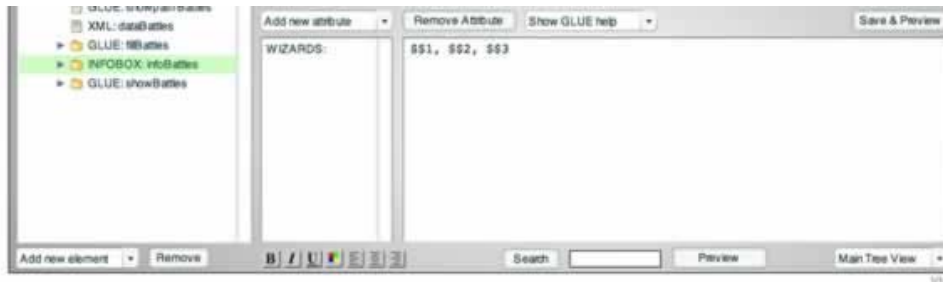 Add new attribute
Remove Attribute
Show GLUE help
Save & Preview
XML: dataBattles
GLUE: fillBattles
INFOBOX: infoBattles
GLUE: showBattles
WIZARDS:
$$1, $$2, $$3
Add new element
Remove
B I U
Search
Preview
Main Tree View